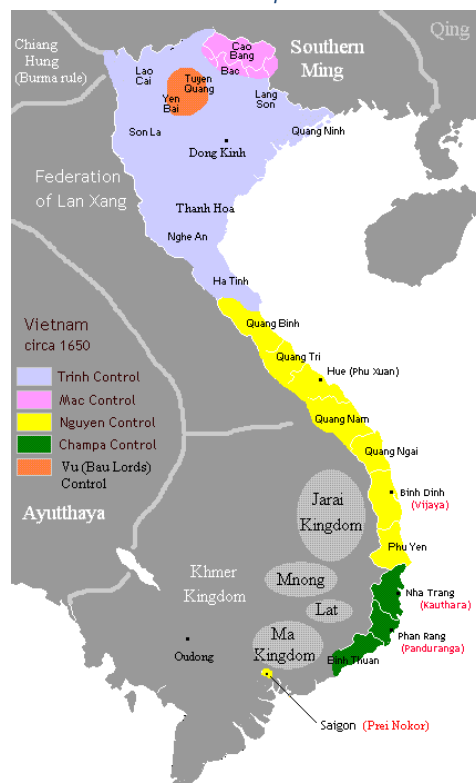 Chiang
Hung
(Burma rule)
Qing
Southern
Ming
Cao
Bang
Bao
Lao
Cai
Tuyen
Quang
Yen
Bai
Lang
Son
Son La
Dong Kinh
Quang Ninh
Federation
of Lan Xang
Thanh Hoa
Nghe An
Ha Tinh
Vietnam
circa 1650
Trinh Control
Mac Control
Nguyen Control
Champa Control
Vu (Bau Lords)
Control
Quang Binh
Quang Tri
Hue (Phu Xuan)
Quang Nam
Quang Ngai
Binh Dinh
(Vijaya)
Phu Yen
Ayutthaya
Jarai
Kingdom
Khmer
Kingdom
Mnong
Lat
Ma
Kingdom
Oudong
Nha Trang
(Kauthara)
Phan Rang
(Panduranga)
Binh Thuan
Saigon (Prei Nokor)